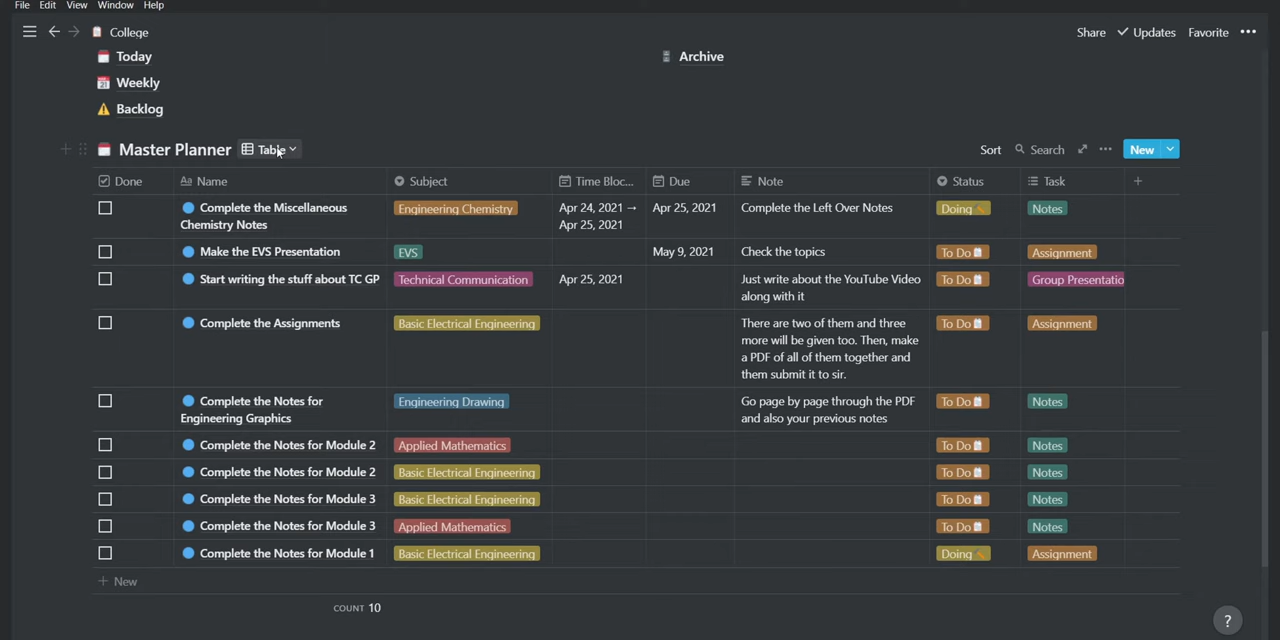 File Edit View Window Help
College
Share Updates Favorite
Today
Archive
Weekly
Backlog
Master Planner Table
Sort Search New
Done Name Subject Time Bloc... Due Note Status Task
Complete the Miscellaneous Engineering Chemistry Apr 24, 2021 → Apr 25, 2021 Complete the Left Over Notes Doing Notes
Chemistry Notes Apr 25, 2021
Make the EVS Presentation EVS May 9, 2021 Check the topics To Do Assignment
Start writing the stuff about TC GP Technical Communication Apr 25, 2021 Just write about the YouTube Video To Do Group Presentatio
along with it
Complete the Assignments Basic Electrical Engineering There are two of them and three To Do Assignment
more will be given too. Then, make
a PDF of all of them together and
them submit it to sir.
Complete the Notes for Engineering Drawing Go page by page through the PDF To Do Notes
Engineering Graphics and also your previous notes
Complete the Notes for Module 2 Applied Mathematics To Do Notes
Complete the Notes for Module 2 Basic Electrical Engineering To Do Notes
Complete the Notes for Module 3 Basic Electrical Engineering To Do Notes
Complete the Notes for Module 3 Applied Mathematics To Do Notes
Complete the Notes for Module 1 Basic Electrical Engineering Doing Assignment
+ New
COUNT 10
?